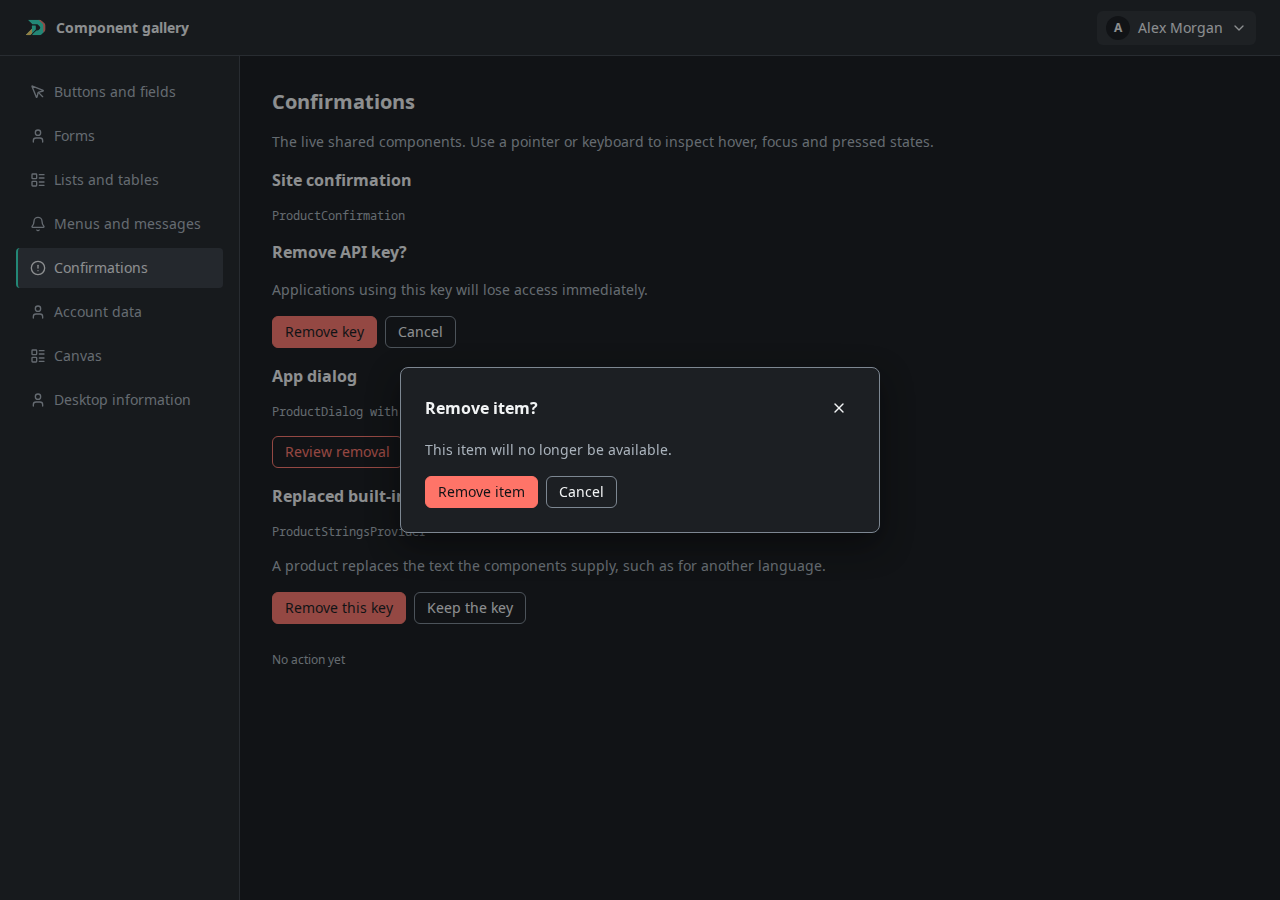 Component gallery
A Alex Morgan
Buttons and fields
Forms
Lists and tables
Menus and messages
Confirmations
Account data
Canvas
Desktop information
Confirmations
The live shared components. Use a pointer or keyboard to inspect hover, focus and pressed states.
Site confirmation
ProductConfirmation
Remove API key?
Applications using this key will lose access immediately.
Remove key Cancel
App dialog
ProductDialog with
Review removal
Remove item?
This item will no longer be available.
Remove item Cancel
Replaced built-in
ProductStringsProvider
A product replaces the text the components supply, such as for another language.
Remove this key Keep the key
No action yet